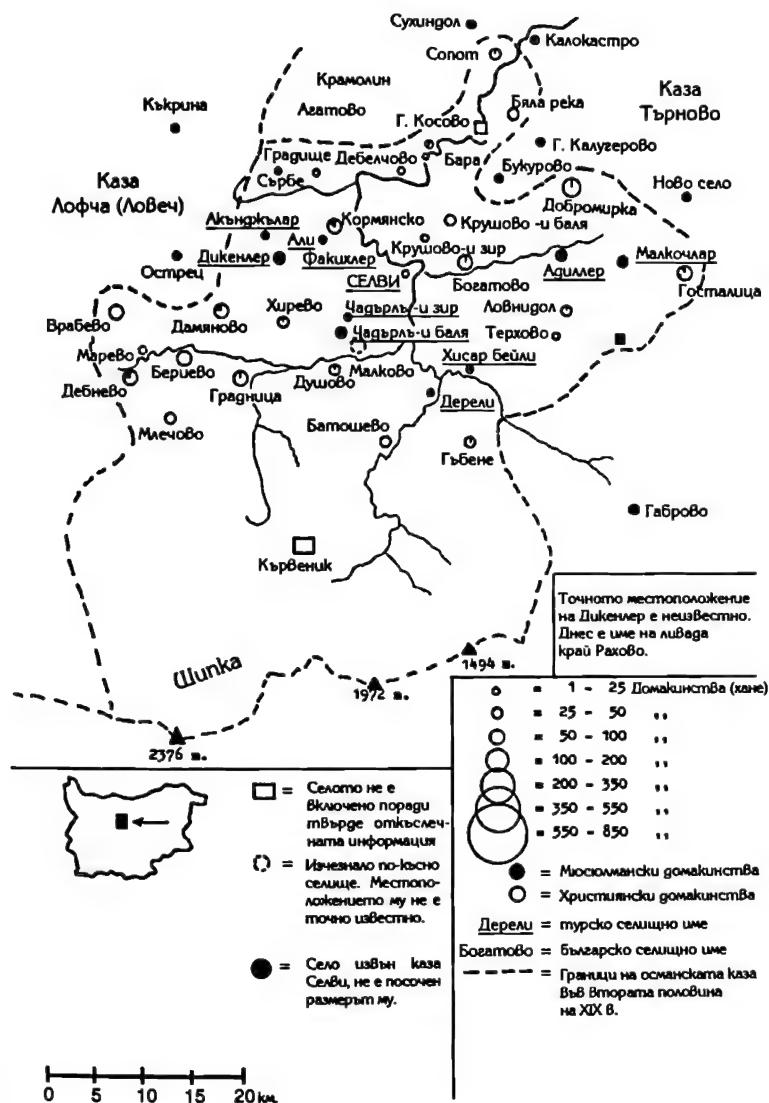 Сухиндол
Калокастро
Сопот
Крамолин
Агатово
Каза
Търново
Къкрина
Бяла река
Г. Косово
Г. Калугерово
Градище
Дебелчово
Бара
Сърбе
Букурово
Ново село
Каза
Лофча (Ловеч)
Добромирка
Акънджълар
Кормянско
Крушово -и баля
Али
Факихлер
Дикенлер
Крушово-и зир
Малкочлар
Адиллер
Острец
СЕЛВИ
Богатово
Госталица
Чадърлъ-и зир
Ловнидол
Хирево
Врабево
Дамяново
Чадърлъ-и баля
Терхово
Марево
Хисар бейли
Бериево
Малково
Душово
Дебнево
Градница
Дерели
Млечово
Батошево
Гъбене
Габрово
Кървеник
Точното местоположение
на Дикенлер е неизвестно.
Днес е име на ливада
край Рахово.
Шипка
1494 м.
1972 м.
2376 м.
= 1 - 25 Домакинства (хане)
= 25 - 50 ,,
= 50 - 100 ,,
= 100 - 200 ,,
= 200 - 350 ,,
= 350 - 550 ,,
= 550 - 850 ,,
= Мюсюлмански домакинства
= Християнски домакинства
Дерели = турско селищно име
Богатово = българско селищно име
= Граници на османската каза
във втората половина
на XIX в.
= Селото не е
включено поради
твърде откъслеч-
ната информация
= Изчезнало по-късно
селище. Местопо-
ложението му не е
точно известно.
= Село извън каза
Селви, не е посочен
размерът му.
0 5 10 15 20 км.